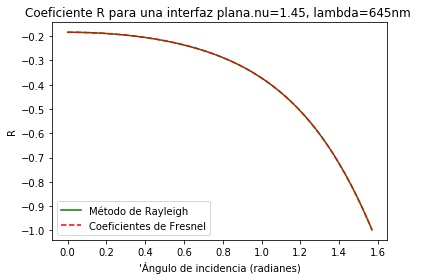 Coeficiente R para una interfaz plana.nu=1.45, lambda=645nm
−0.2
−0.3
−0.4
−0.5
−0.6
−0.7
−0.8
−0.9
−1.0
R
Método de Rayleigh
Coeficientes de Fresnel
0.0 0.2 0.4 0.6 0.8 1.0 1.2 1.4 1.6
'Ángulo de incidencia (radianes)